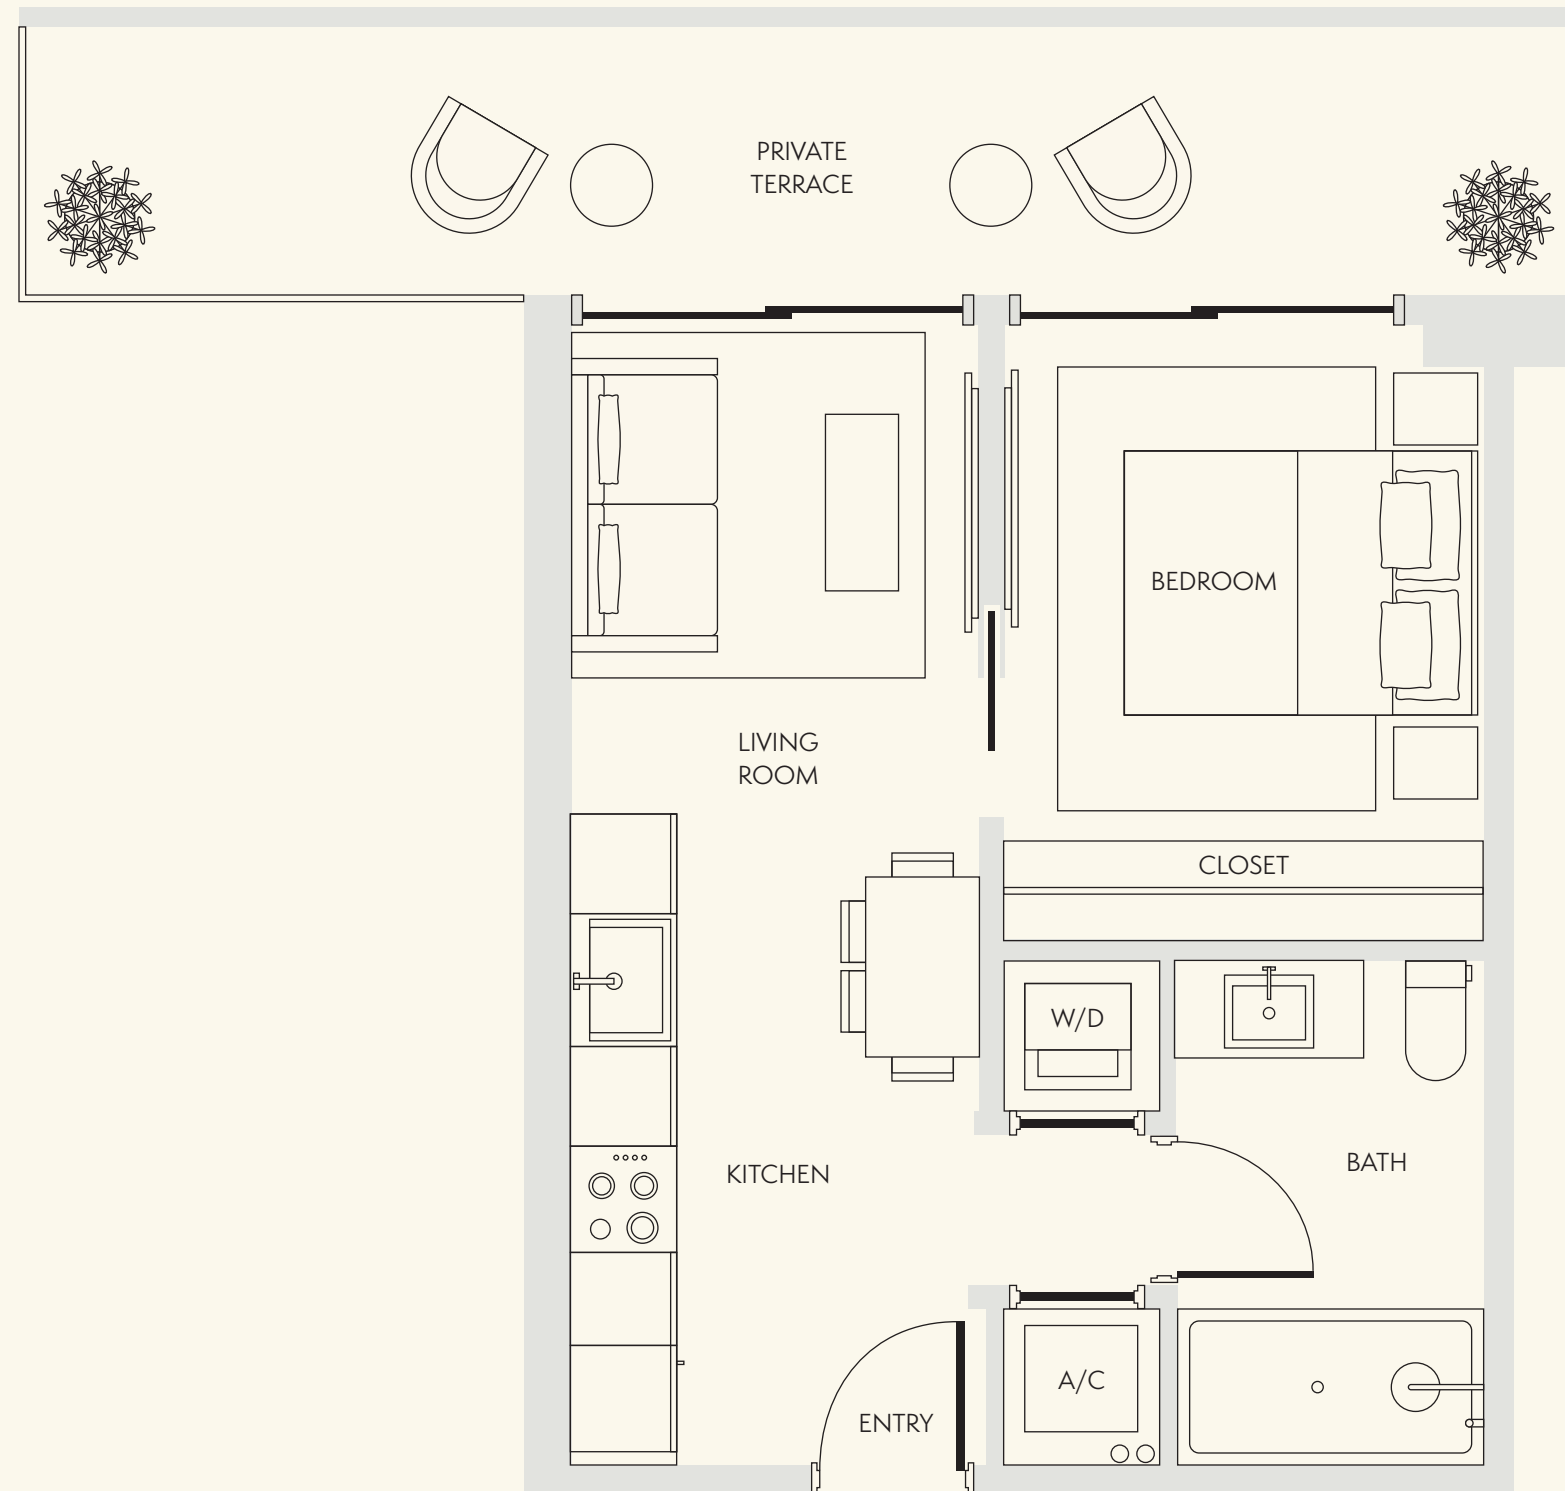 PRIVATE
TERRACE
BEDROOM
LIVING
ROOM
CLOSET
W/D
KITCHEN
BATH
A/C
ENTRY